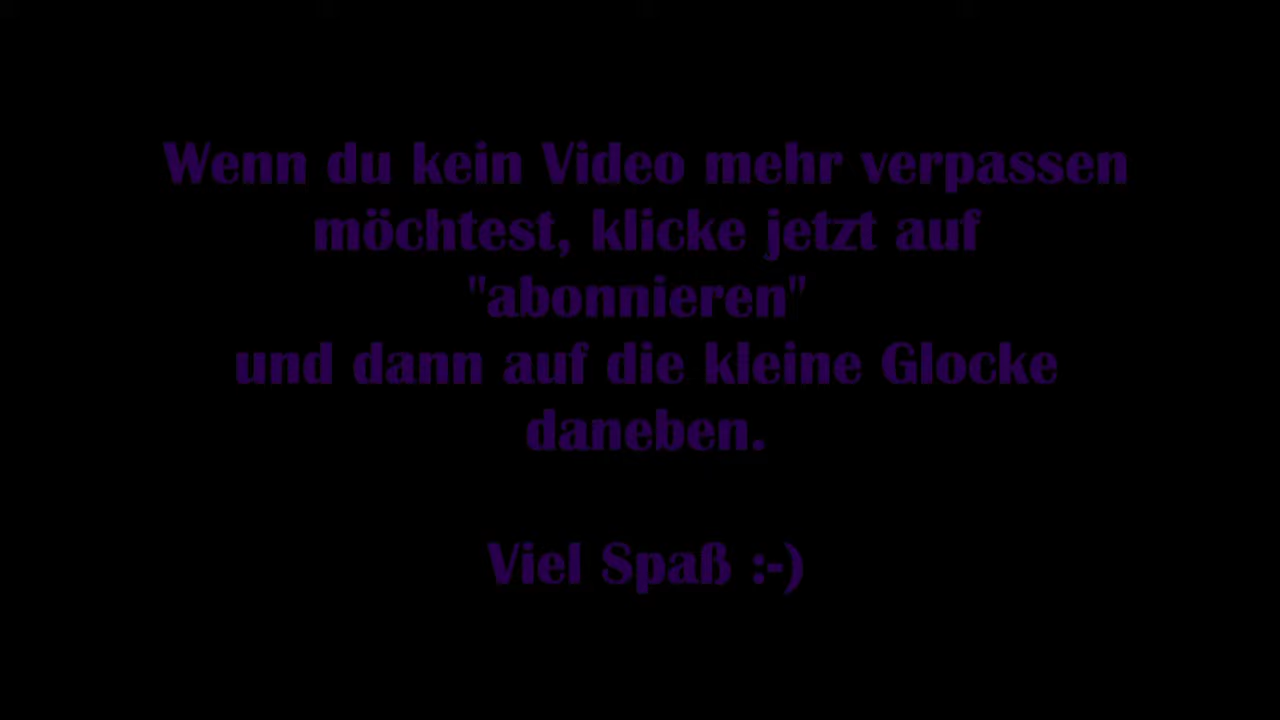 Wenn du kein Video mehr verpassen
möchtest, klicke jetzt auf
"abonnieren"
und dann auf die kleine Glocke
daneben.
Viel Spaß :-)